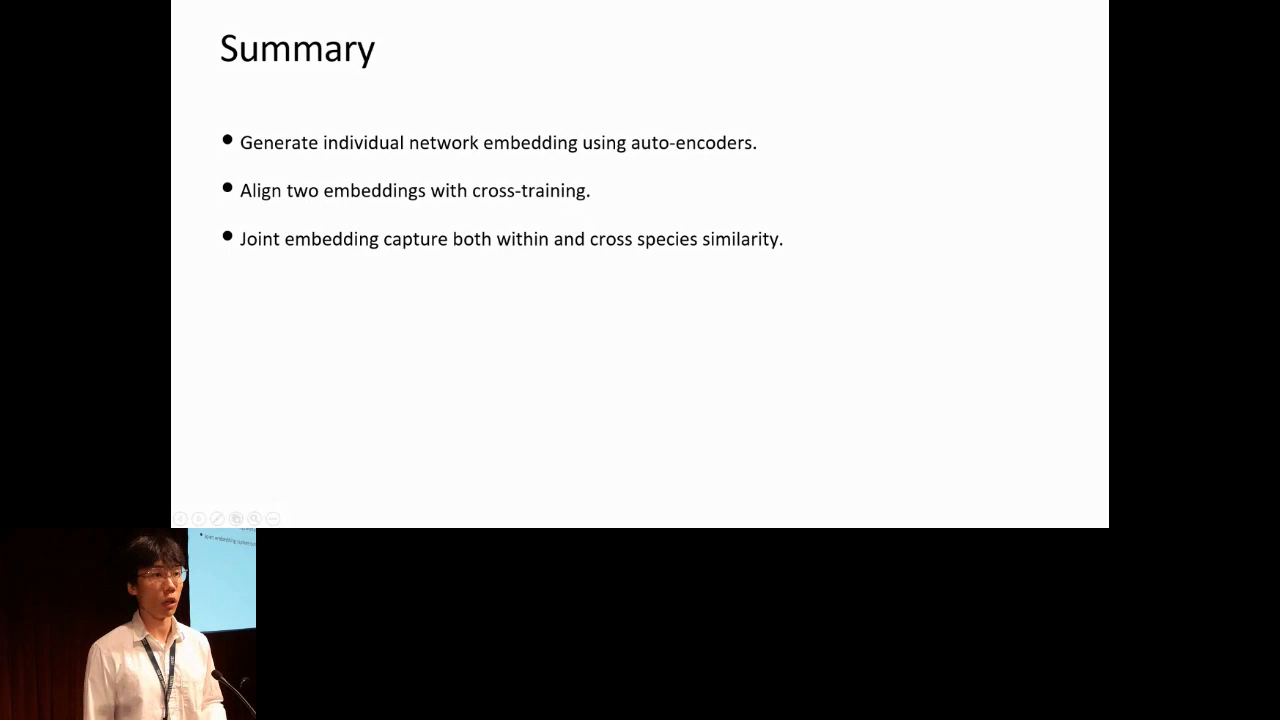 Summary
• Generate individual network embedding using auto-encoders.
• Align two embeddings with cross-training.
• Joint embedding capture both within and cross species similarity.